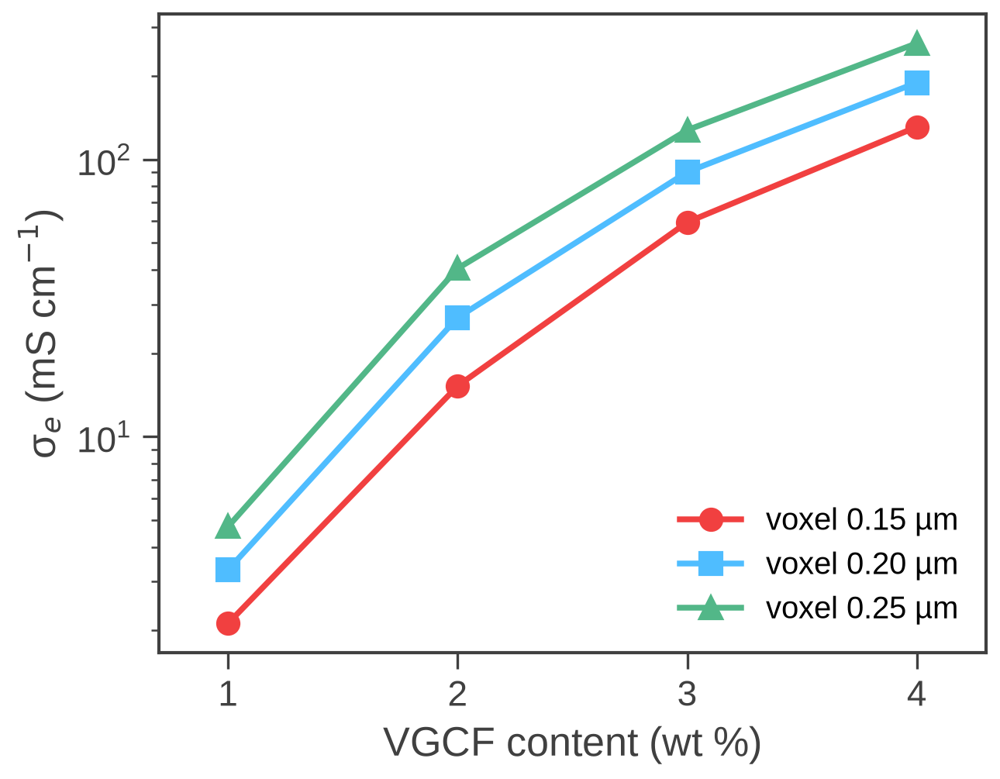 σₑ (mS cm⁻¹)
10²
10¹
voxel 0.15 µm
voxel 0.20 µm
voxel 0.25 µm
1 2 3 4
VGCF content (wt %)